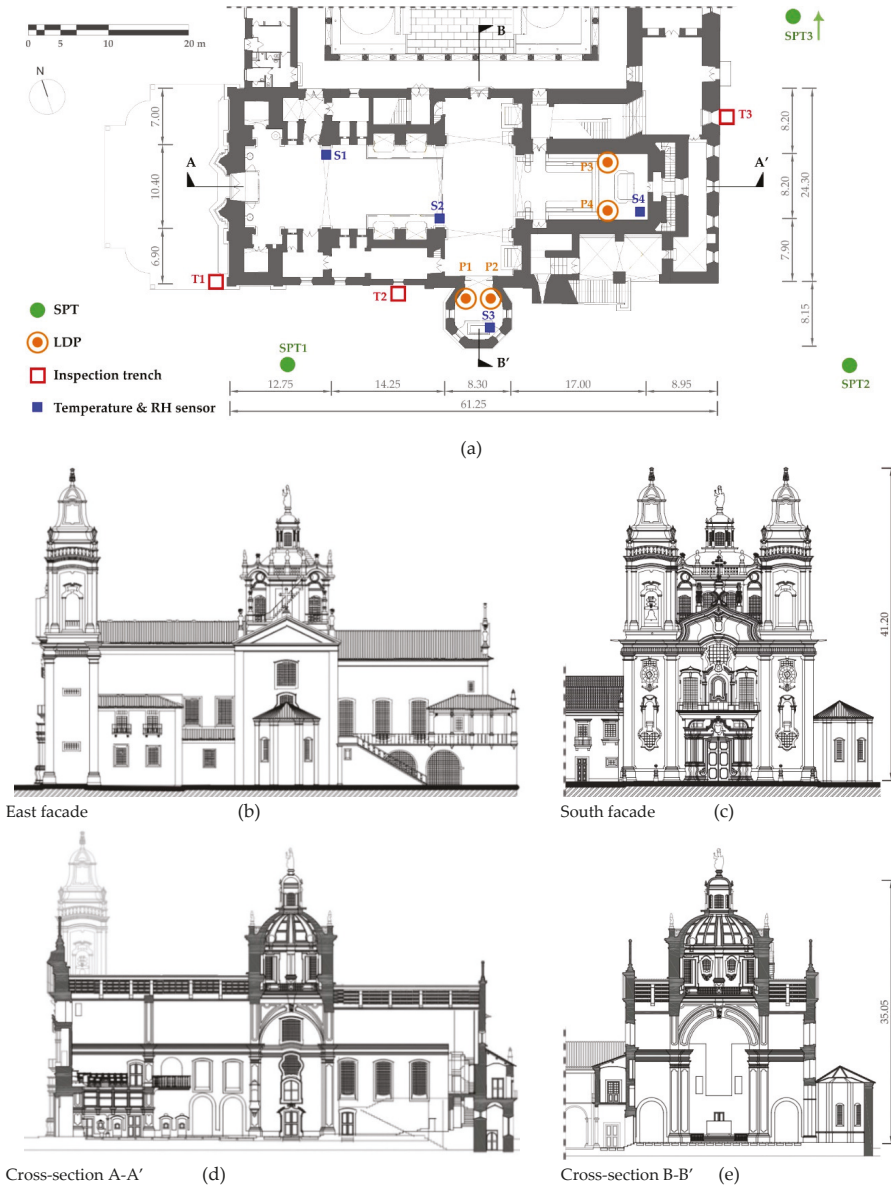 B
SPT3
0 5 10 20 m
N
T3
7.00
8.20
S1
A
A'
P3
10.40
8.20
24.30
S2
P4
S4
6.90
7.90
P1 P2
T1
T2
S3
8.15
SPT
LDP
SPT1
B'
SPT2
Inspection trench
12.75 14.25 8.30 17.00 8.95
Temperature & RH sensor
61.25
(a)
41.20
East facade (b) South facade (c)
35.05
Cross-section A-A' (d) Cross-section B-B' (e)